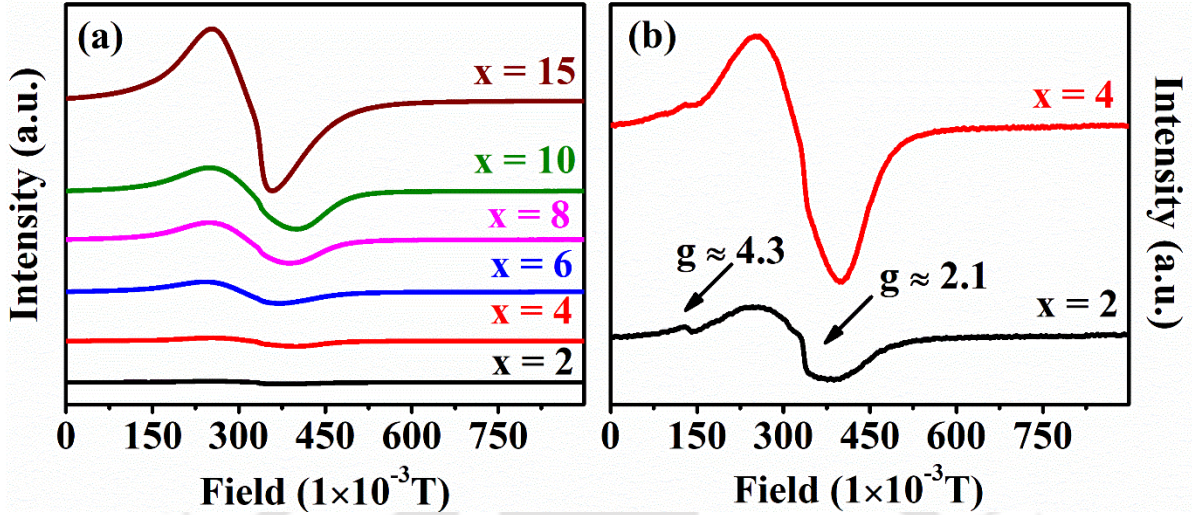 (a)
x = 15
x = 10
x = 8
x = 6
x = 4
x = 2
Intensity (a.u.)
0 150 300 450 600 750
Field (1×10⁻³T)
(b)
x = 4
g ≈ 4.3
g ≈ 2.1
x = 2
Intensity (a.u.)
0 150 300 450 600 750
Field (1×10⁻³T)